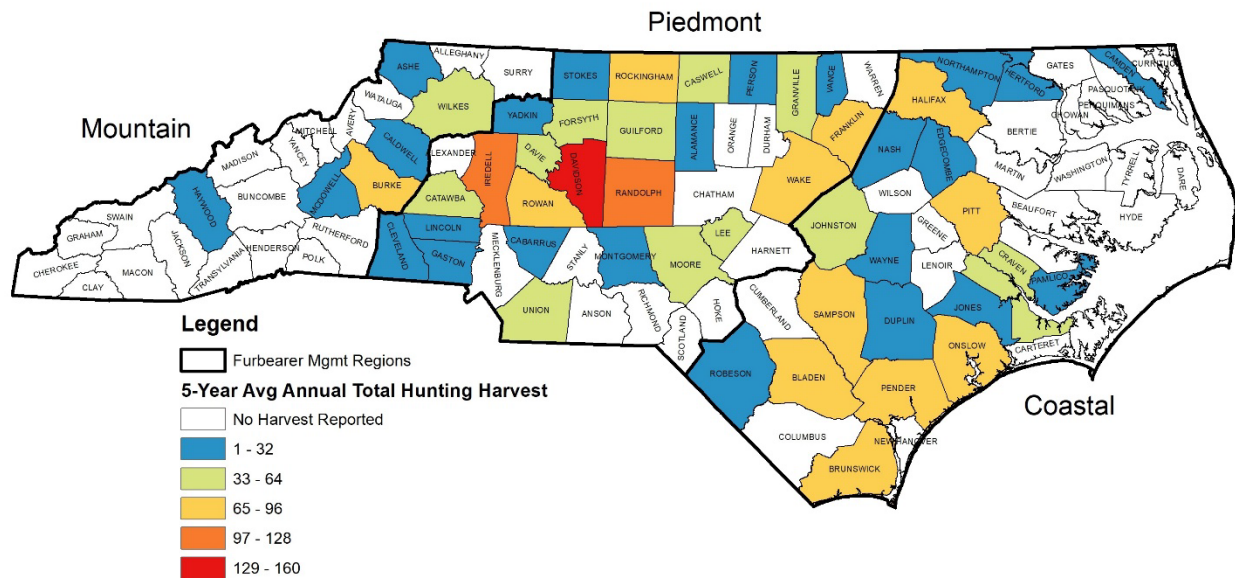 Piedmont
Mountain
Coastal
ASHE
ALLEGHANY
SURRY
STOKES
ROCKINGHAM
CASWELL
PERSON
GRANVILLE
VANCE
WARREN
NORTHAMPTON
HERTFORD
GATES
CAMDEN
CURRITUCK
PASQUOTANK
PERQUIMANS
CHOWAN
HALIFAX
WATAUGA
WILKES
YADKIN
FORSYTH
GUILFORD
ALAMANCE
ORANGE
DURHAM
FRANKLIN
NASH
EDGECOMBE
BERTIE
MARTIN
WASHINGTON
TYRRELL
DARE
MITCHELL
AVERY
YANCEY
MADISON
CALDWELL
LEXANDER
IREDELL
DAVIE
DAVIDSON
RANDOLPH
CHATHAM
WAKE
WILSON
PITT
BEAUFORT
HYDE
HAYWOOD
BUNCOMBE
MCDOWELL
BURKE
CATAWBA
ROWAN
LEE
JOHNSTON
GREENE
SWAIN
GRAHAM
JACKSON
HENDERSON
RUTHERFORD
POLK
TRANSYLVANIA
CLEVELAND
LINCOLN
GASTON
MECKLENBURG
CABARRUS
STANLY
MONTGOMERY
MOORE
HARNETT
WAYNE
LENOIR
CRAVEN
PAMLICO
CHEROKEE
CLAY
MACON
UNION
ANSON
RICHMOND
SCOTLAND
HOKE
CUMBERLAND
SAMPSON
DUPLIN
JONES
CARTERET
ONSLOW
ROBESON
BLADEN
PENDER
COLUMBUS
NEW HANOVER
BRUNSWICK
Legend
Furbearer Mgmt Regions
5-Year Avg Annual Total Hunting Harvest
No Harvest Reported
1 - 32
33 - 64
65 - 96
97 - 128
129 - 160